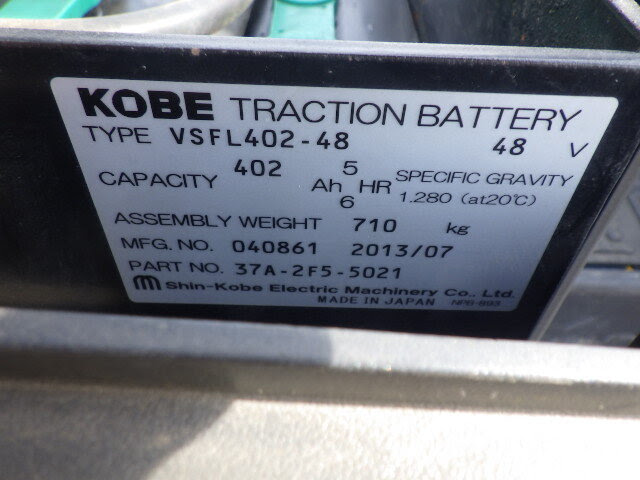 KOBE TRACTION BATTERY
TYPE VSFL402-48 48 V
CAPACITY 402 Ah 5 HR SPECIFIC GRAVITY
6 1.280 (at20℃)
ASSEMBLY WEIGHT 710 kg
MFG. NO. 040861 2013/07
PART NO. 37A-2F5-5021
Shin-Kobe Electric Machinery Co., Ltd.
MADE IN JAPAN NPB-893